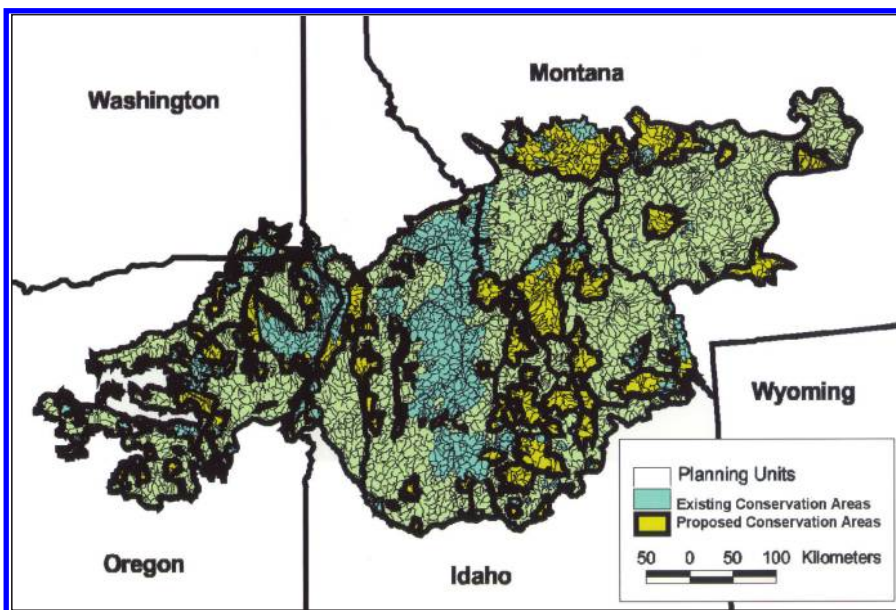 Montana
Washington
Wyoming
Planning Units
Existing Conservation Areas
Proposed Conservation Areas
50 0 50 100 Kilometers
Oregon
Idaho